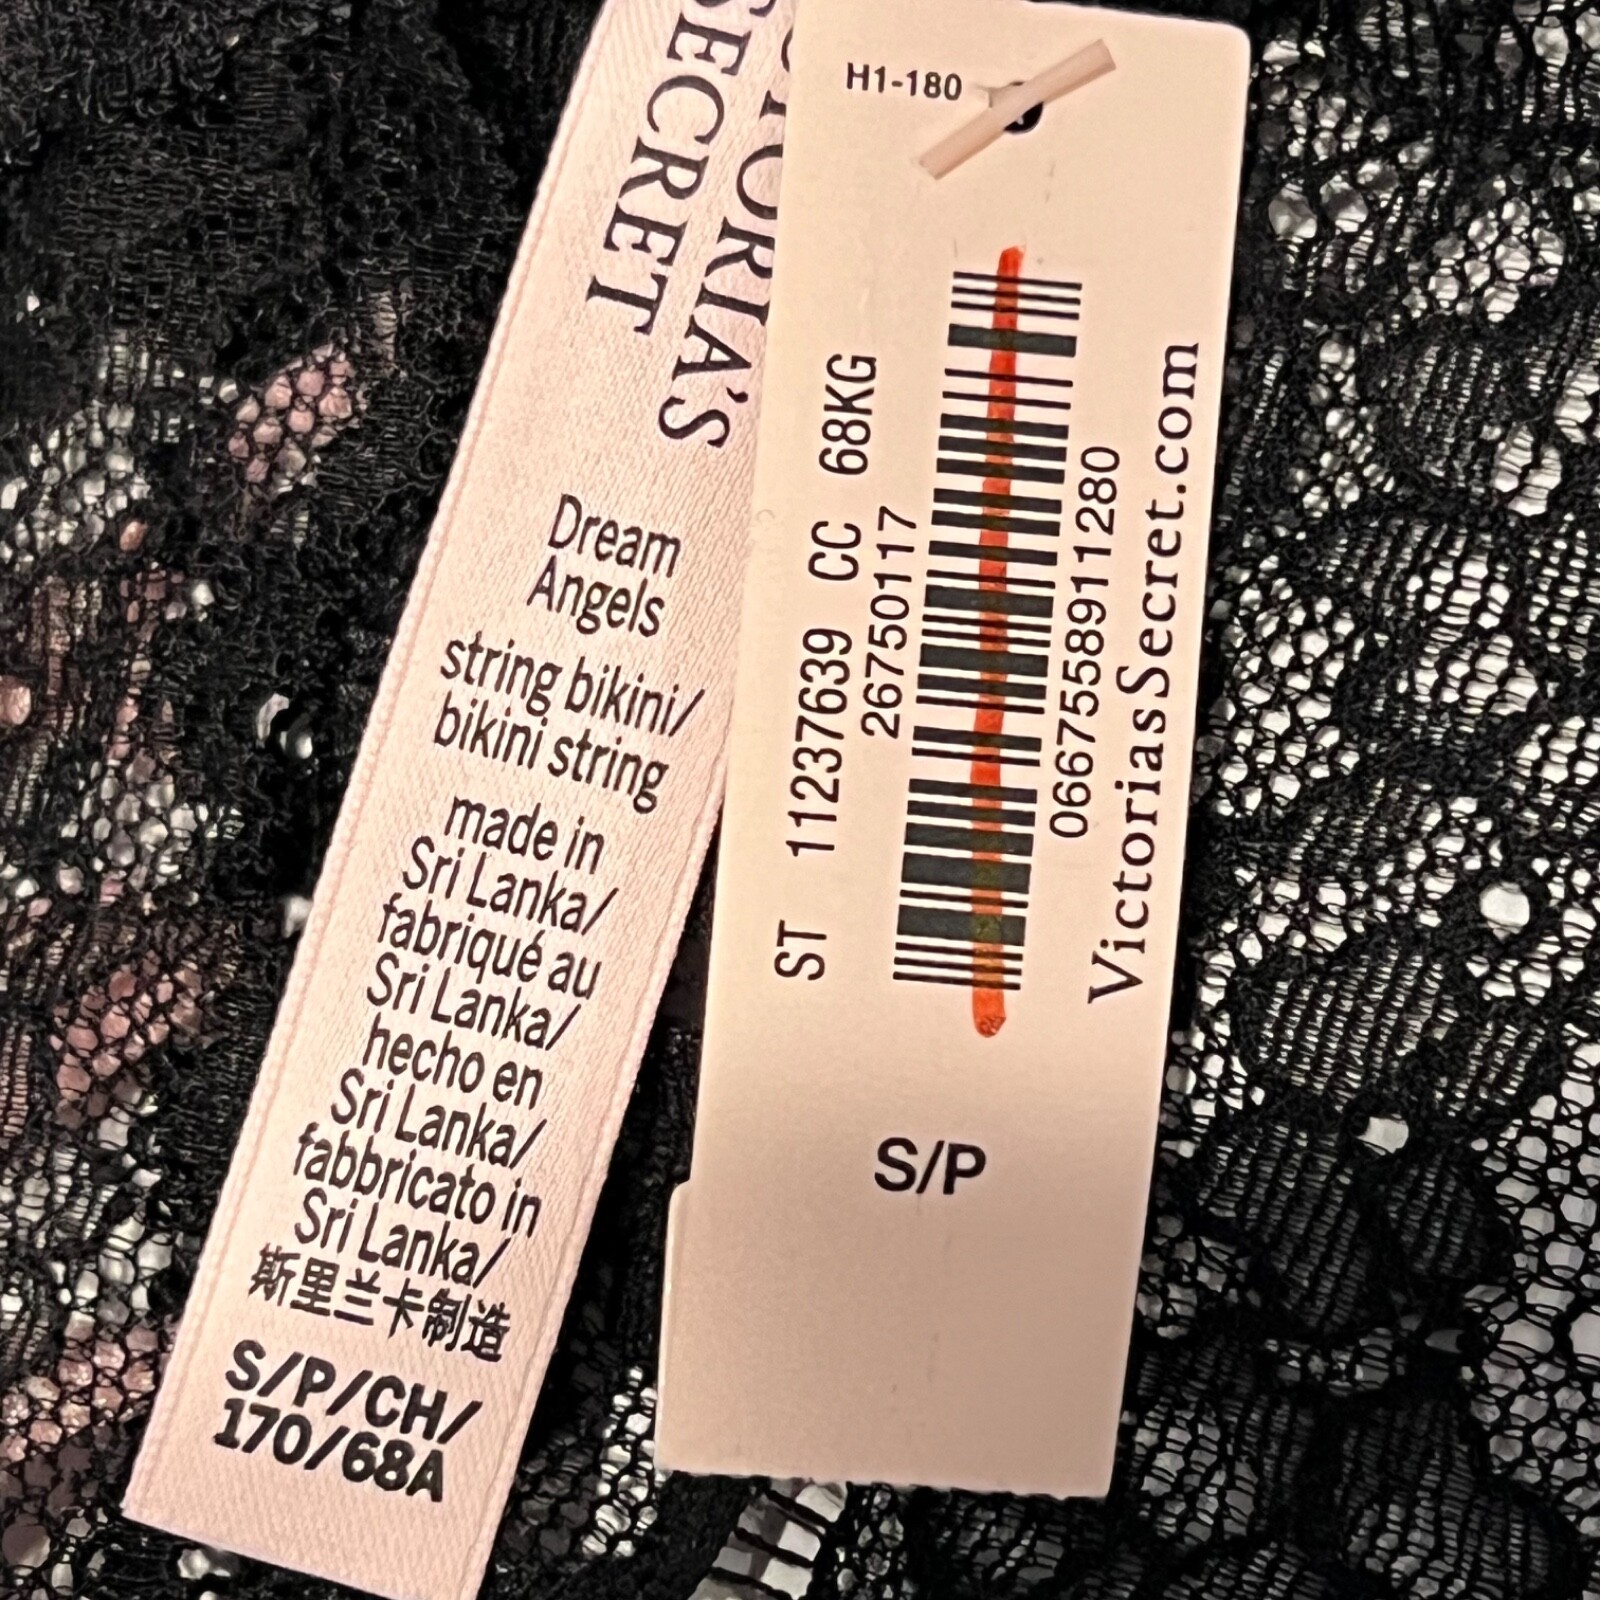 SECRET
VICTORIA'S
Dream
Angels
string bikini/
bikini string
made in
Sri Lanka/
fabriqué au
Sri Lanka/
hecho en
Sri Lanka/
fabbricato in
Sri Lanka/
斯里兰卡制造
S/P/CH/
170/68A
H1-180
ST 11237639 CC 68KG
26750117
0667558911280
VictoriasSecret.com
S/P